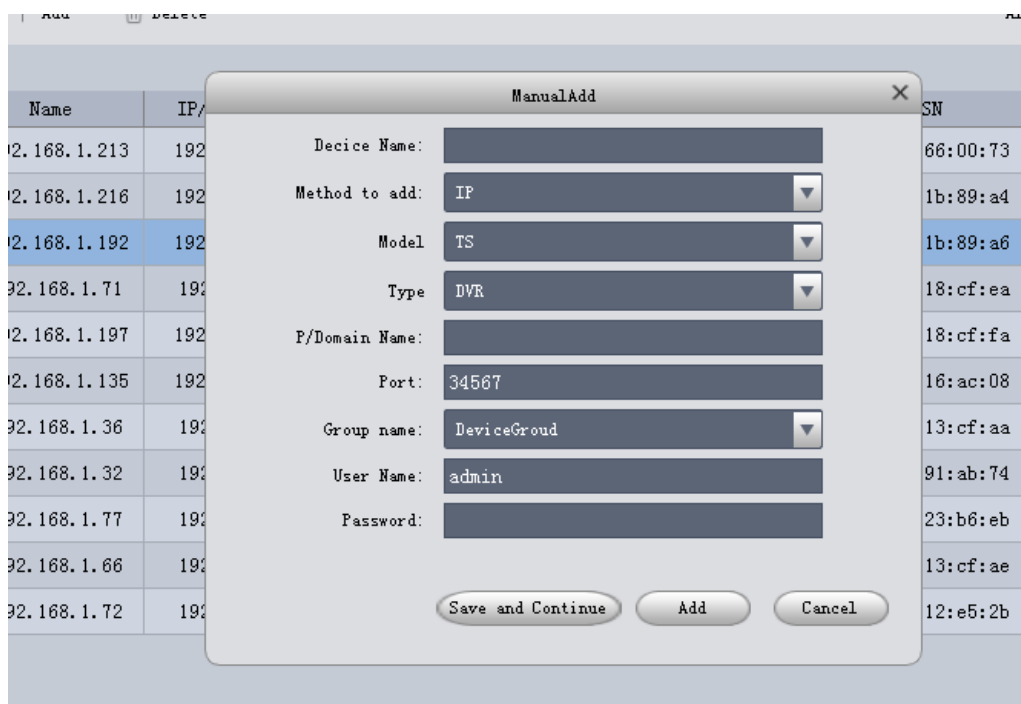 Add Delete
ManualAdd
Name IP/ SN
2.168.1.213 192 66:00:73
2.168.1.216 192 1b:89:a4
2.168.1.192 192 1b:89:a6
92.168.1.71 192 18:cf:ea
2.168.1.197 192 18:cf:fa
2.168.1.135 192 16:ac:08
92.168.1.36 192 13:cf:aa
92.168.1.32 192 91:ab:74
92.168.1.77 192 23:b6:eb
92.168.1.66 192 13:cf:ae
92.168.1.72 192 12:e5:2b
Decice Name:
Method to add: IP
Model TS
Type DVR
P/Domain Name:
Port: 34567
Group name: DeviceGroud
User Name: admin
Password:
Save and Continue Add Cancel